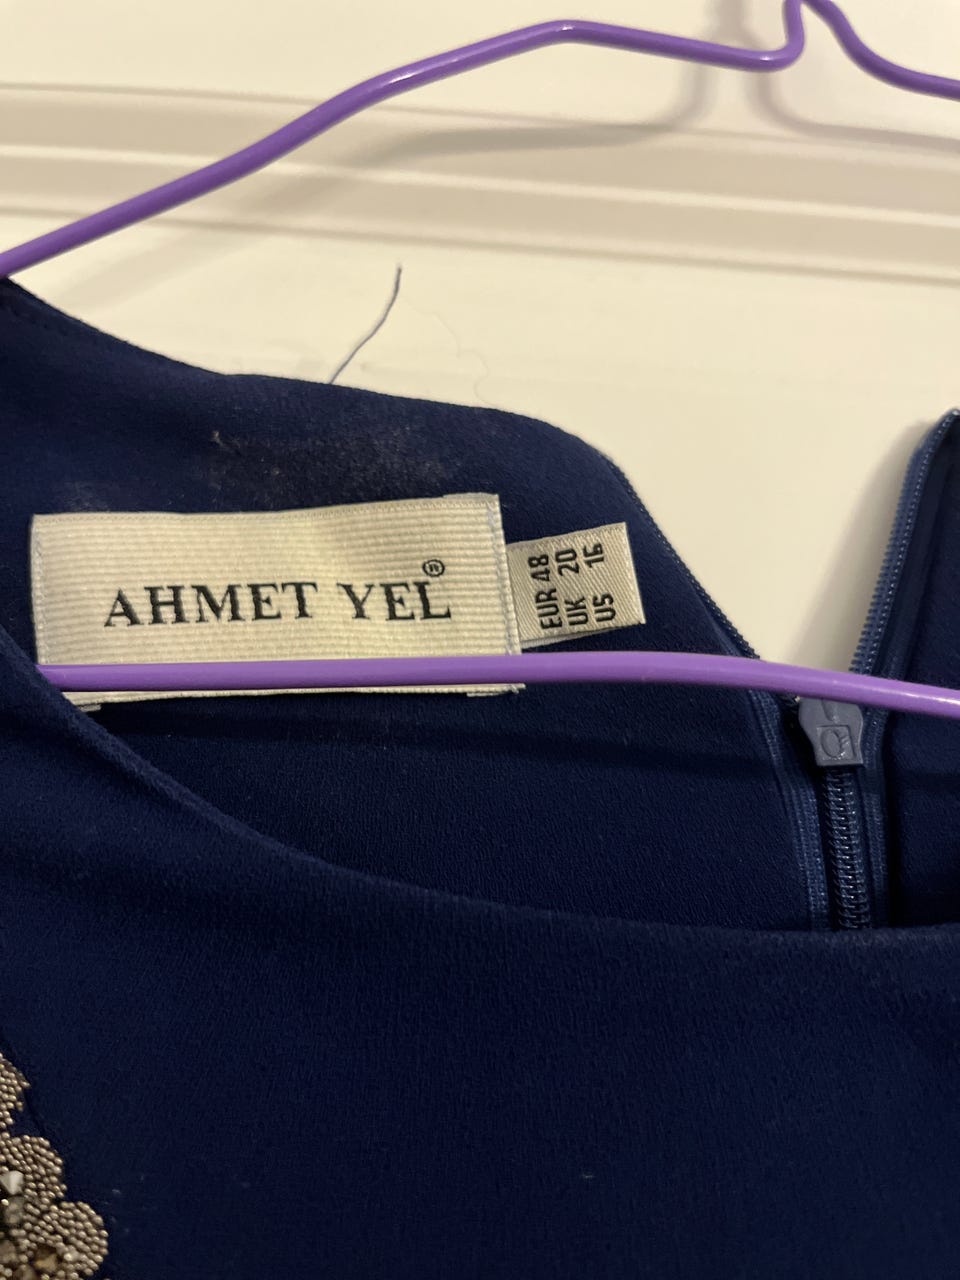 AHMET YEL®
EUR 48
UK 20
US 16